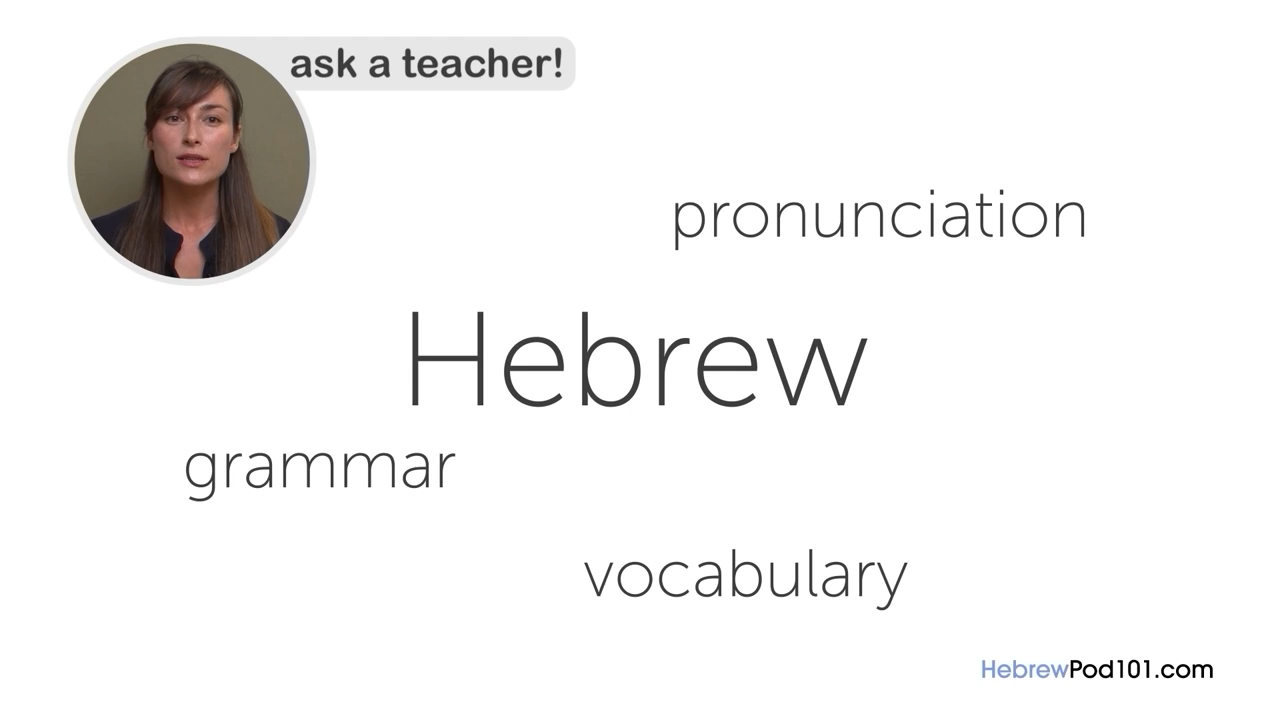 ask a teacher!
pronunciation
Hebrew
grammar
vocabulary
HebrewPod101.com